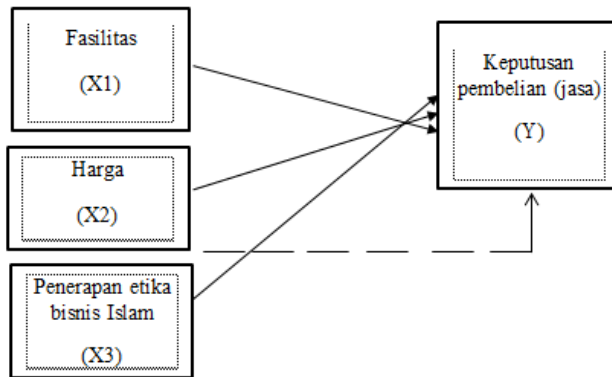 Fasilitas
(X1)
Harga
(X2)
Penerapan etika
bisnis Islam
(X3)
Keputusan
pembelian (jasa)
(Y)